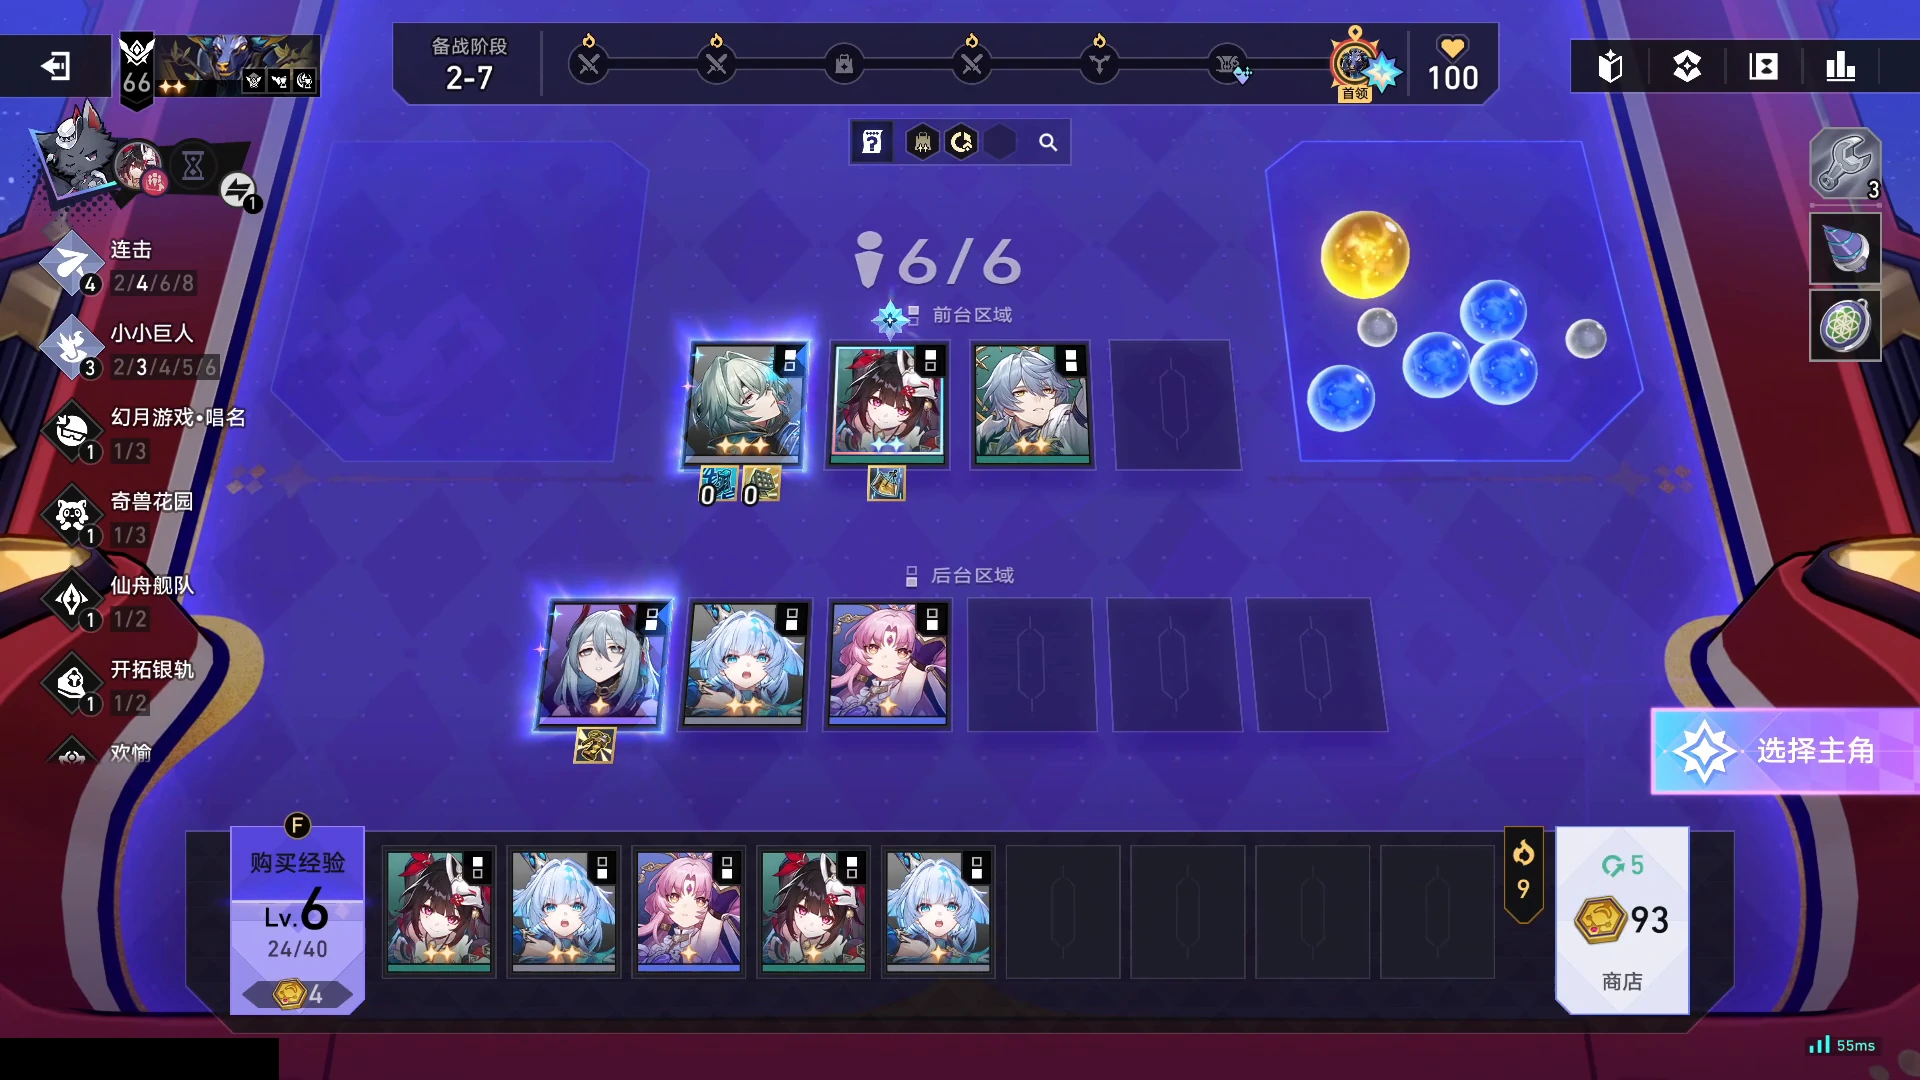 66
备战阶段
2-7
首领
100
3
1
6/6
前台区域
连击
4
2/4/6/8
小小巨人
3
2/3/4/5/6
幻月游戏•唱名
1
1/3
奇兽花园
1
1/3
仙舟舰队
1
1/2
开拓银轨
1
1/2
欢愉
0
0
后台区域
选择主角
F
购买经验
Lv.6
24/40
4
9
5
93
商店
55ms